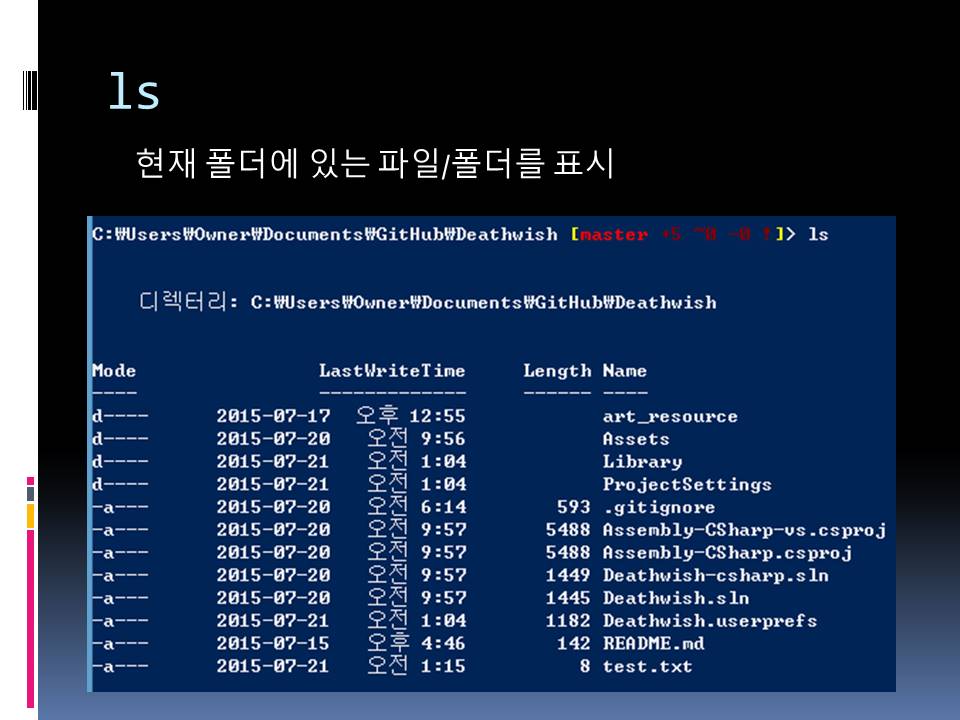 ls
현재 폴더에 있는 파일/폴더를 표시
C:₩Users₩Owner₩Documents₩GitHub₩Deathwish [master +5 ~0 -0 !]> ls
디렉터리: C:₩Users₩Owner₩Documents₩GitHub₩Deathwish
Mode LastWriteTime Length Name
---- ------------- ------ ----
d---- 2015-07-17 오후 12:55 art_resource
d---- 2015-07-20 오전 9:56 Assets
d---- 2015-07-21 오전 1:04 Library
d---- 2015-07-21 오전 1:04 ProjectSettings
-a--- 2015-07-20 오전 6:14 593 .gitignore
-a--- 2015-07-20 오전 9:57 5488 Assembly-CSharp-vs.csproj
-a--- 2015-07-20 오전 9:57 5488 Assembly-CSharp.csproj
-a--- 2015-07-20 오전 9:57 1449 Deathwish-csharp.sln
-a--- 2015-07-20 오전 9:57 1445 Deathwish.sln
-a--- 2015-07-21 오전 1:04 1182 Deathwish.userprefs
-a--- 2015-07-15 오후 4:46 142 README.md
-a--- 2015-07-21 오전 1:15 8 test.txt